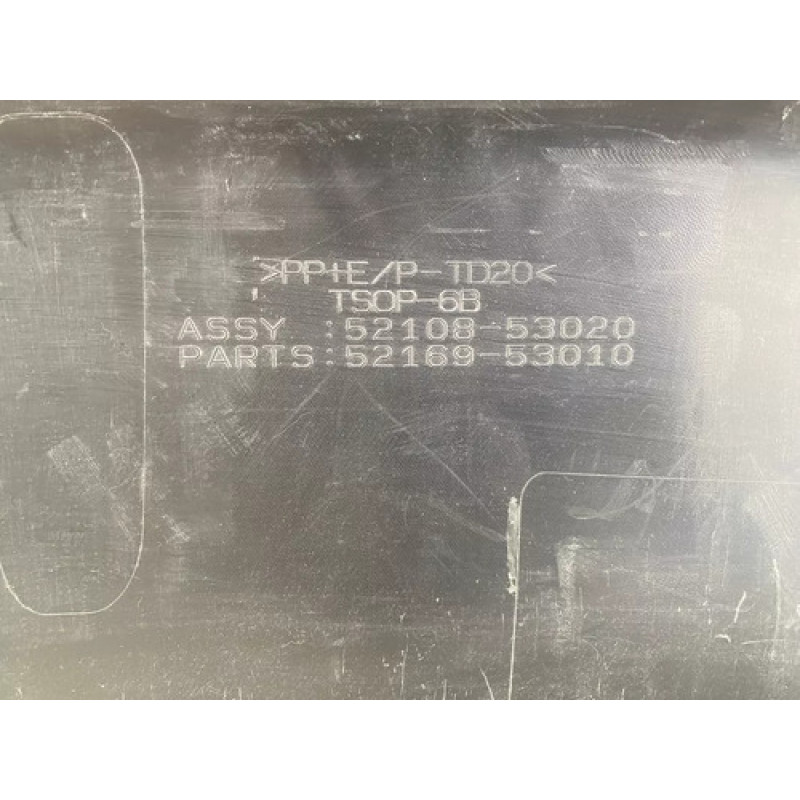 >PP+E/P-TD20<
TSOP-6B
ASSY :52108-53020
PARTS:52169-53010